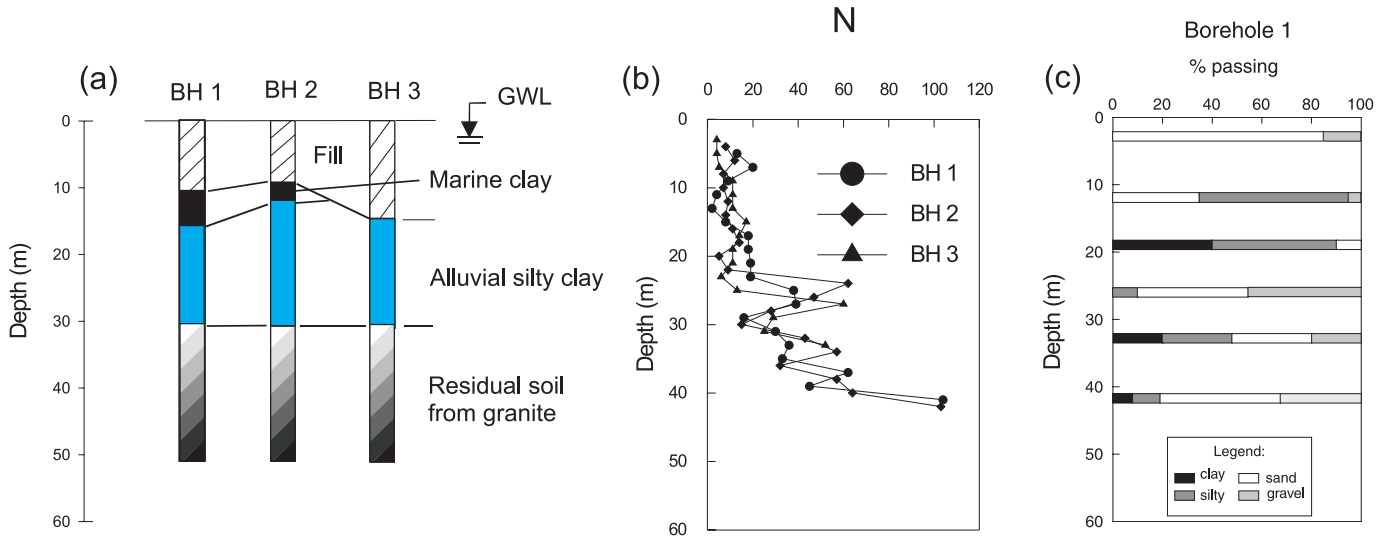 (a)
BH 1
BH 2
BH 3
GWL
Fill
Marine clay
Alluvial silty clay
Residual soil
from granite
Depth (m)
0
10
20
30
40
50
60
(b)
N
0 20 40 60 80 100 120
BH 1
BH 2
BH 3
Depth (m)
0
10
20
30
40
50
60
(c)
Borehole 1
% passing
0 20 40 60 80 100
Depth (m)
0
10
20
30
40
50
60
Legend:
clay sand
silty gravel